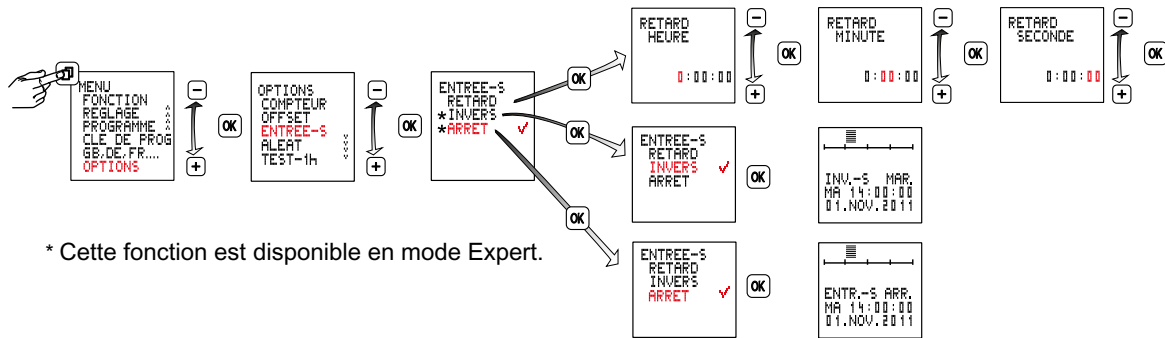 MENU
FONCTION
REGLAGE
PROGRAMME
CLE DE PROG
GB,DE,FR....
OPTIONS
−
+
OK
OPTIONS
COMPTEUR
OFFSET
ENTREE-S
ALEAT
TEST-1h
−
+
OK
ENTREE-S
RETARD
*INVERS
*ARRET ✓
OK
RETARD
HEURE
0:00:00
−
+
OK
RETARD
MINUTE
0:00:00
−
+
OK
RETARD
SECONDE
0:00:00
−
+
OK
OK
ENTREE-S
RETARD
INVERS ✓
ARRET
OK
INV.-S MAR.
MA 14:00:00
01.NOV.2011
OK
ENTREE-S
RETARD
INVERS
ARRET ✓
OK
ENTR.-S ARR.
MA 14:00:00
01.NOV.2011
* Cette fonction est disponible en mode Expert.